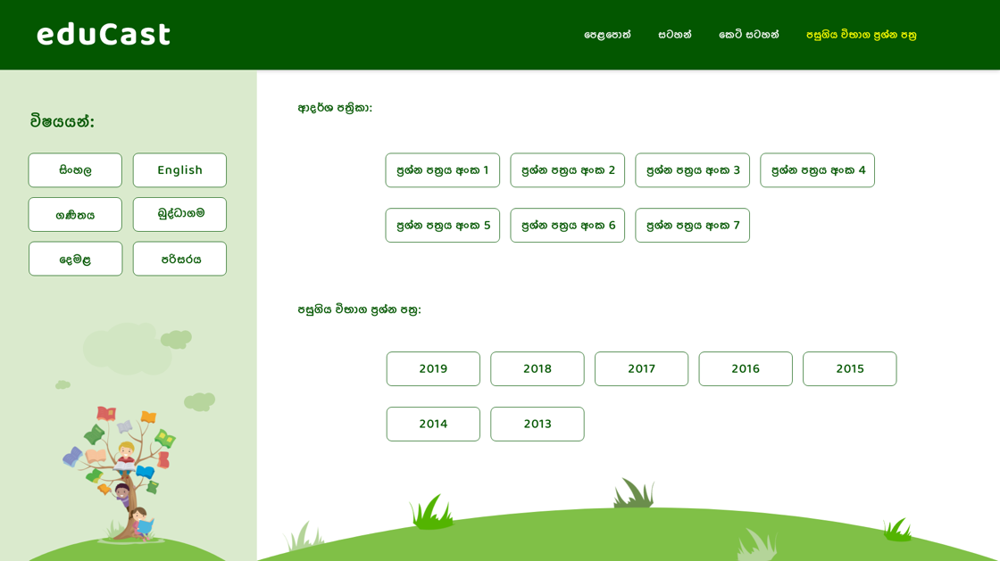 eduCast
පෙළපොත් සටහන් කෙටි සටහන් පසුගිය විභාග ප්‍රශ්න පත්‍ර
විෂයයන්:
සිංහල English
ගණිතය බුද්ධාගම
දෙමළ පරිසරය
ආදර්ශ පත්‍රිකා:
ප්‍රශ්න පත්‍රය අංක 1 ප්‍රශ්න පත්‍රය අංක 2 ප්‍රශ්න පත්‍රය අංක 3 ප්‍රශ්න පත්‍රය අංක 4
ප්‍රශ්න පත්‍රය අංක 5 ප්‍රශ්න පත්‍රය අංක 6 ප්‍රශ්න පත්‍රය අංක 7
පසුගිය විභාග ප්‍රශ්න පත්‍ර:
2019 2018 2017 2016 2015
2014 2013